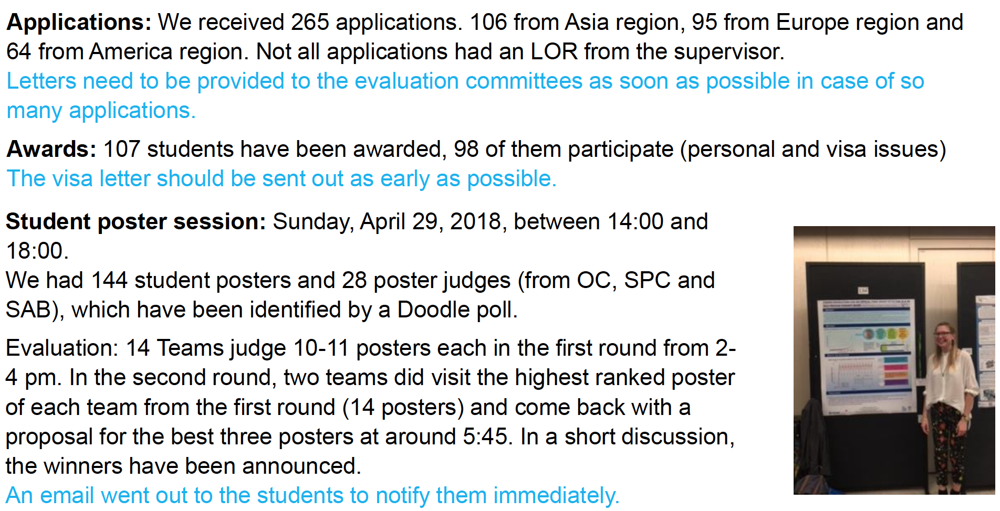 Applications: We received 265 applications. 106 from Asia region, 95 from Europe region and
64 from America region. Not all applications had an LOR from the supervisor.
Letters need to be provided to the evaluation committees as soon as possible in case of so
many applications.
Awards: 107 students have been awarded, 98 of them participate (personal and visa issues)
The visa letter should be sent out as early as possible.
Student poster session: Sunday, April 29, 2018, between 14:00 and
18:00.
We had 144 student posters and 28 poster judges (from OC, SPC and
SAB), which have been identified by a Doodle poll.
Evaluation: 14 Teams judge 10-11 posters each in the first round from 2-
4 pm. In the second round, two teams did visit the highest ranked poster
of each team from the first round (14 posters) and come back with a
proposal for the best three posters at around 5:45. In a short discussion,
the winners have been announced.
An email went out to the students to notify them immediately.